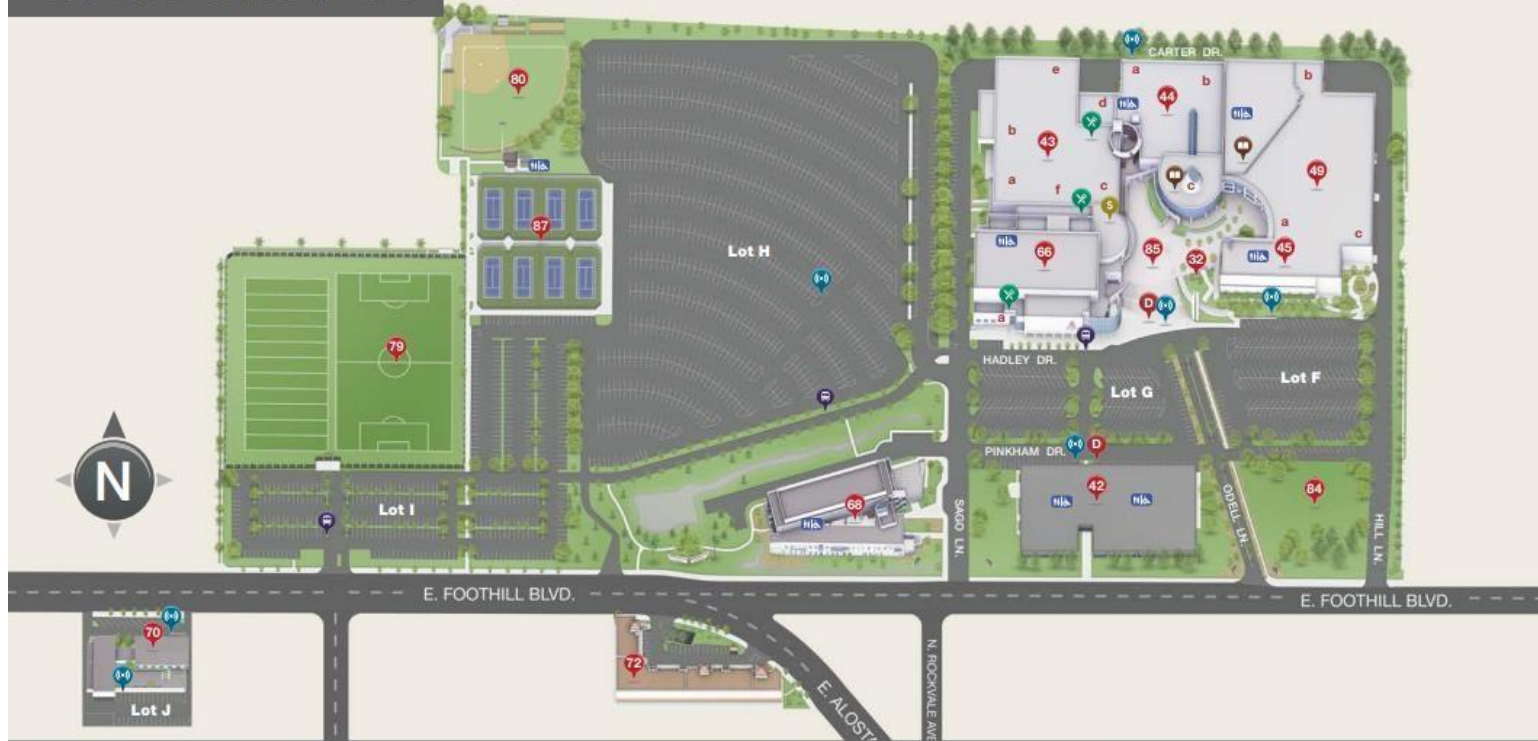 CARTER DR.
80
e
a
b
b
44
d
43
b
49
a
f
c
c
S
87
Lot H
a
c
66
85
32
45
D
a
79
HADLEY DR.
Lot F
Lot G
PINKHAM DR.
D
N
Lot I
68
42
84
SAGO LN.
ODELL LN.
HILL LN.
E. FOOTHILL BLVD.
E. FOOTHILL BLVD.
70
72
Lot J
N. ROCKVALE AVE